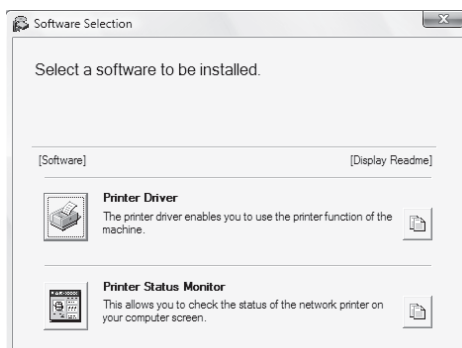 Software Selection
Select a software to be installed.
[Software] [Display Readme]
Printer Driver
The printer driver enables you to use the printer function of the
machine.
Printer Status Monitor
This allows you to check the status of the network printer on
your computer screen.